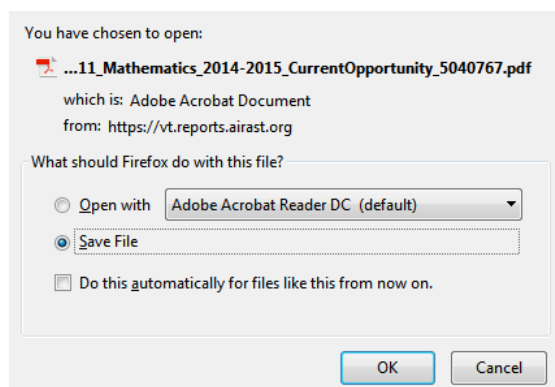 You have chosen to open:
...11_Mathematics_2014-2015_CurrentOpportunity_5040767.pdf
which is: Adobe Acrobat Document
from: https://vt.reports.airast.org
What should Firefox do with this file?
Open with Adobe Acrobat Reader DC (default)
Save File
Do this automatically for files like this from now on.
OK Cancel